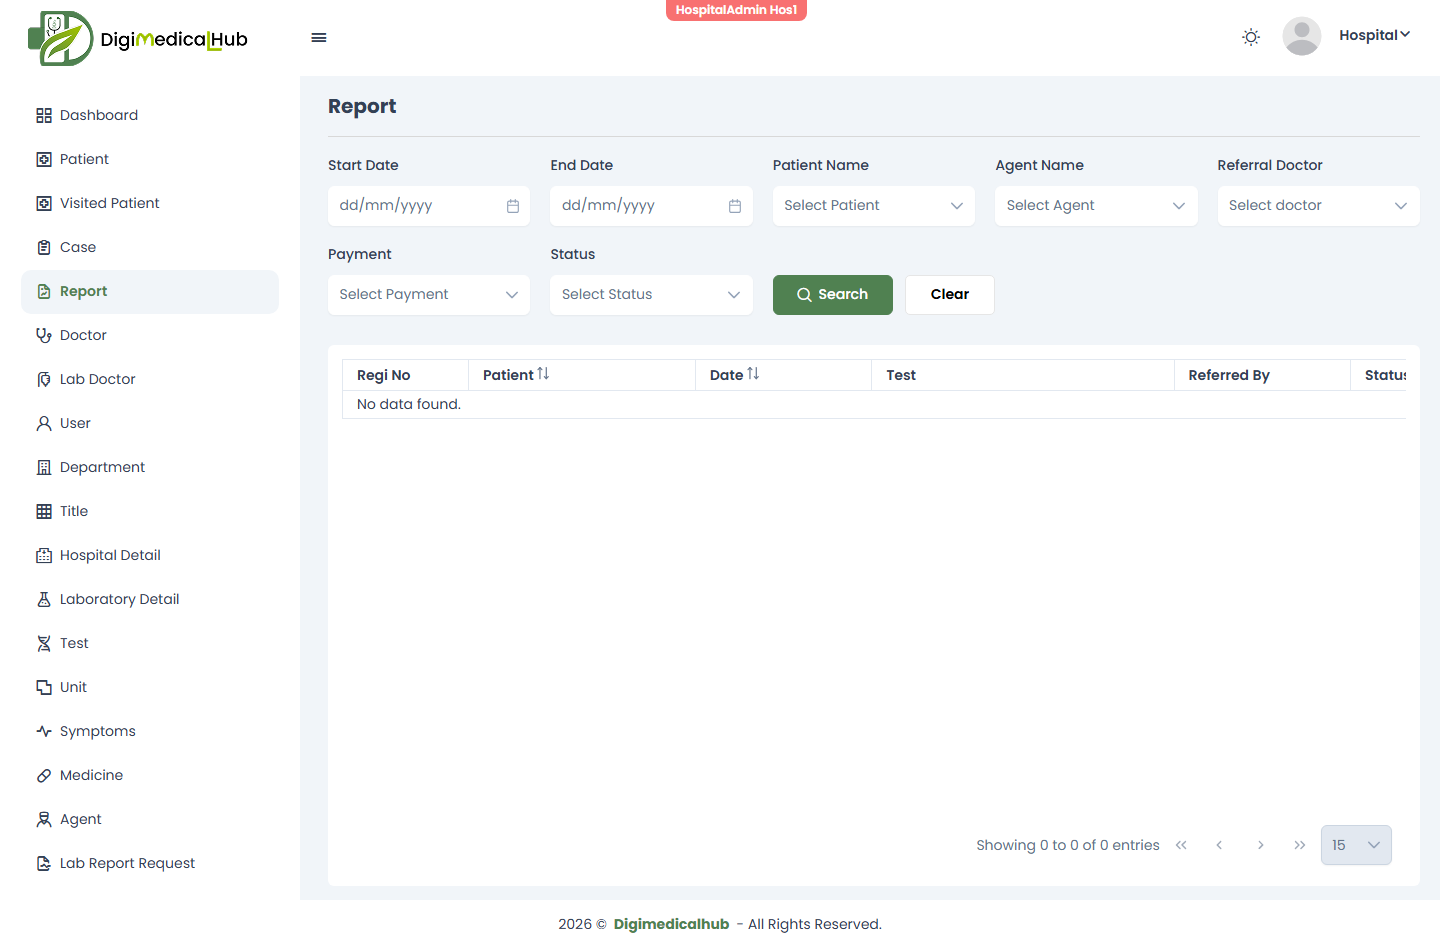 HospitalAdmin Hos1
DigiMedicalHub
Hospital
Dashboard
Patient
Visited Patient
Case
Report
Doctor
Lab Doctor
User
Department
Title
Hospital Detail
Laboratory Detail
Test
Unit
Symptoms
Medicine
Agent
Lab Report Request
Report
Start Date End Date Patient Name Agent Name Referral Doctor
dd/mm/yyyy dd/mm/yyyy Select Patient Select Agent Select doctor
Payment Status
Select Payment Select Status Search Clear
Regi No Patient Date Test Referred By Status
No data found.
Showing 0 to 0 of 0 entries « ‹ › » 15
2026 © Digimedicalhub - All Rights Reserved.